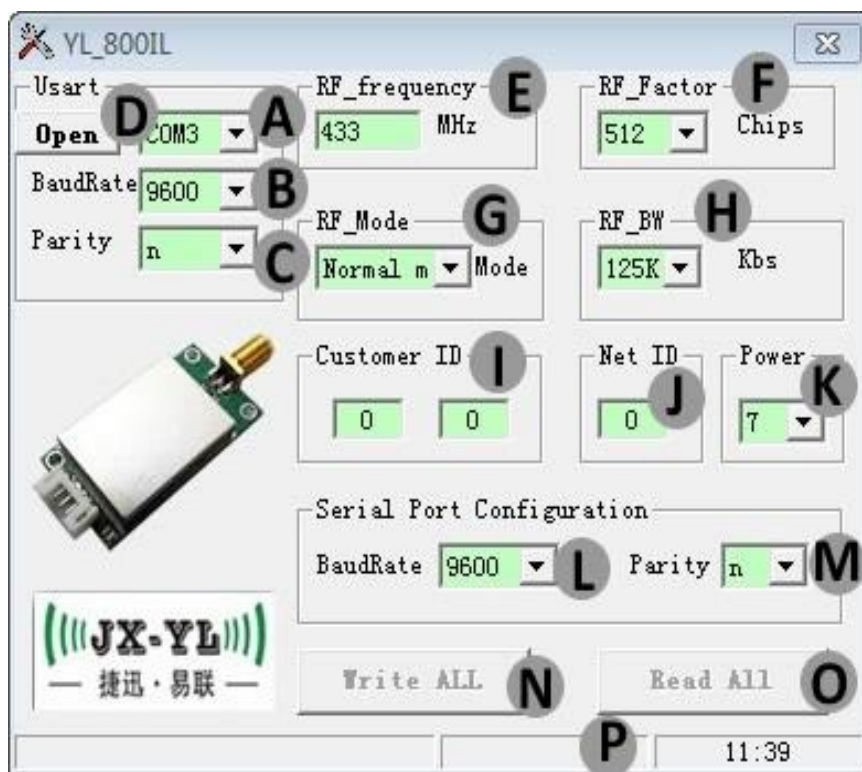 YL_800IL
Usart
D
Open
COM3
A
BaudRate
9600
B
Parity
n
C
RF_frequency
E
433
MHz
RF_Factor
F
512
Chips
RF_Mode
G
Normal m
Mode
RF_BW
H
125K
Kbs
Customer ID
I
0
0
Net ID
J
0
Power
K
7
Serial Port Configuration
BaudRate
9600
L
Parity
n
M
JX-YL
捷迅·易联
Write ALL
N
Read All
O
P
11:39